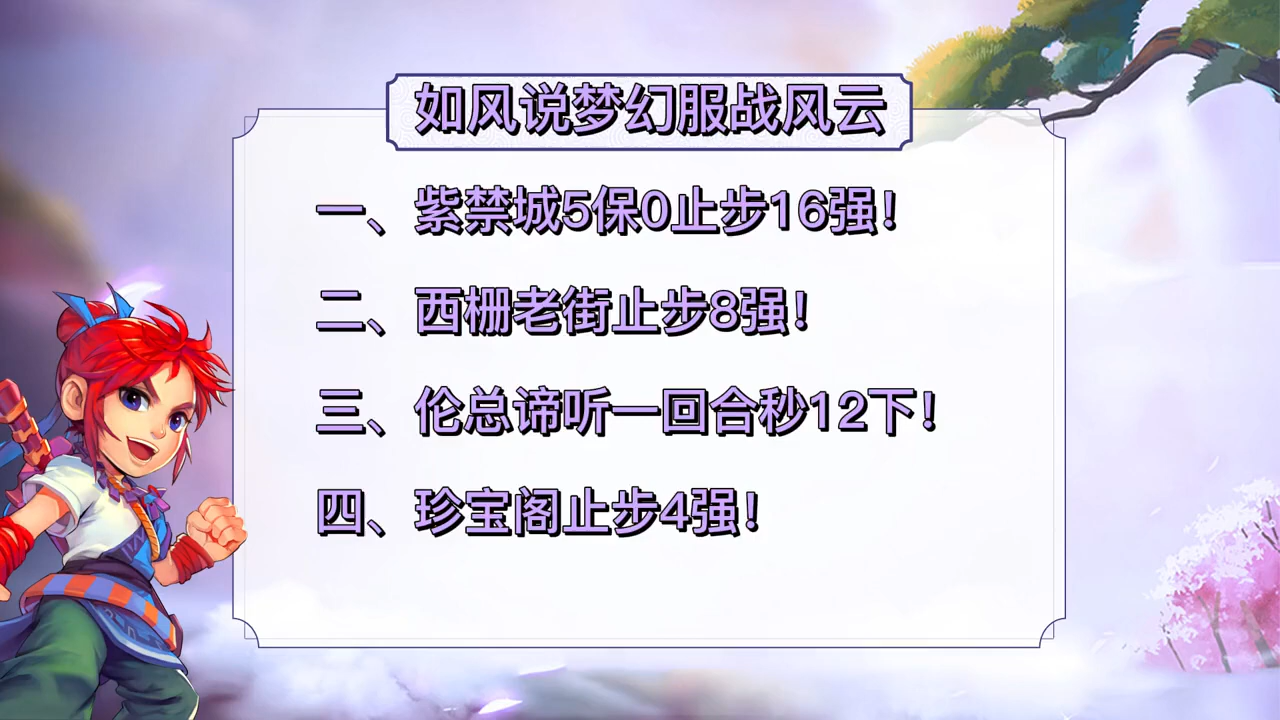 如风说梦幻服战风云
一、紫禁城5保0止步16强!
二、西栅老街止步8强!
三、伦总谛听一回合秒12下!
四、珍宝阁止步4强!